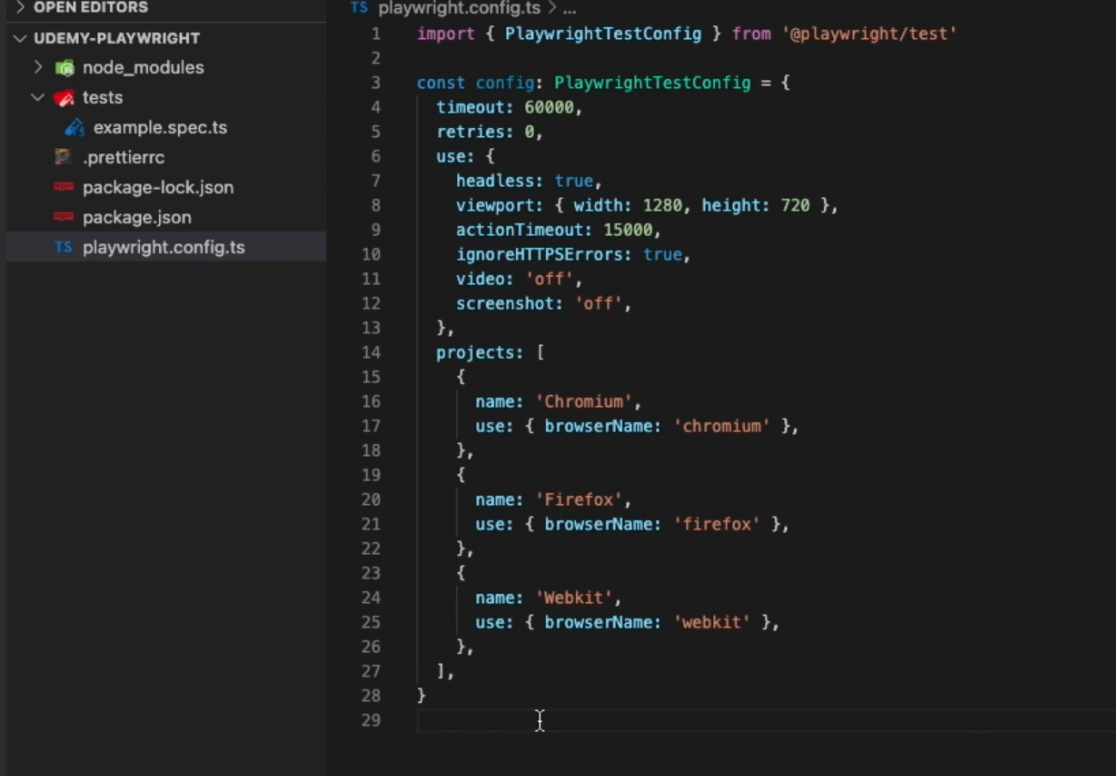 OPEN EDITORS
UDEMY-PLAYWRIGHT
node_modules
tests
example.spec.ts
.prettierrc
package-lock.json
package.json
TS playwright.config.ts
TS playwright.config.ts > ...
1 import { PlaywrightTestConfig } from '@playwright/test'
2
3 const config: PlaywrightTestConfig = {
4 timeout: 60000,
5 retries: 0,
6 use: {
7 headless: true,
8 viewport: { width: 1280, height: 720 },
9 actionTimeout: 15000,
10 ignoreHTTPSErrors: true,
11 video: 'off',
12 screenshot: 'off',
13 },
14 projects: [
15 {
16 name: 'Chromium',
17 use: { browserName: 'chromium' },
18 },
19 {
20 name: 'Firefox',
21 use: { browserName: 'firefox' },
22 },
23 {
24 name: 'Webkit',
25 use: { browserName: 'webkit' },
26 },
27 ],
28 }
29